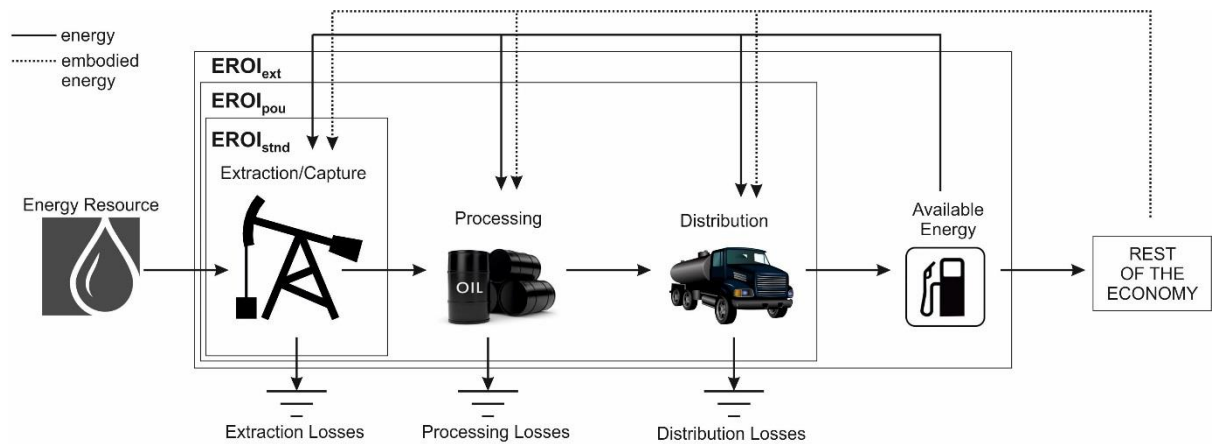 energy
embodied
energy
EROIext
EROIpou
EROIstnd
Extraction/Capture
Energy Resource
Processing
OIL
Distribution
Available
Energy
REST
OF THE
ECONOMY
Extraction Losses
Processing Losses
Distribution Losses